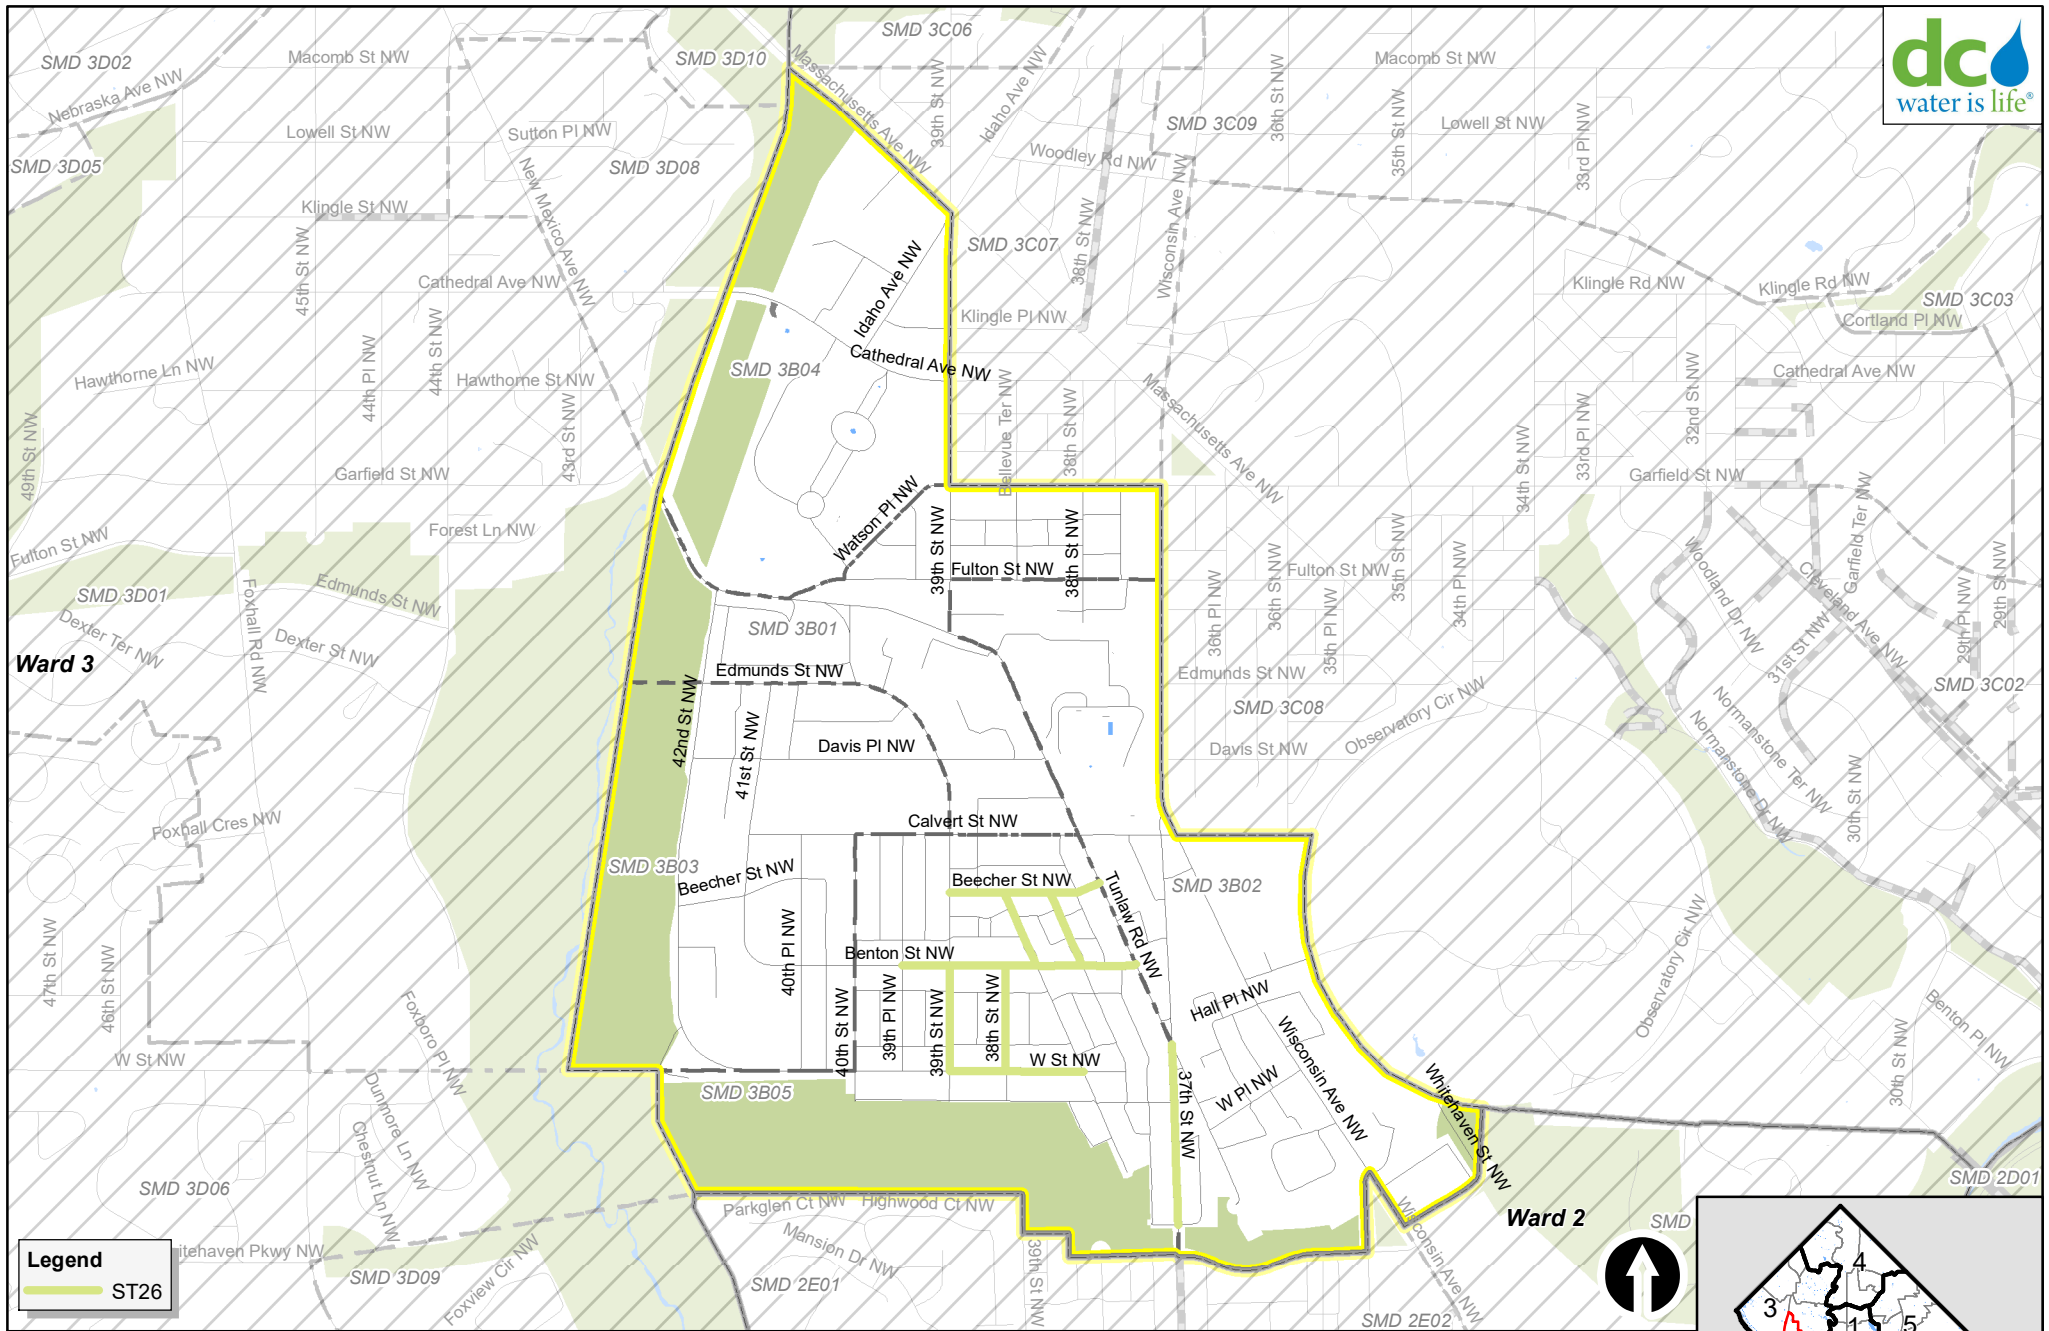 SMD 3C06
SMD 3D02
Macomb St NW
SMD 3D10
Massachusetts Ave NW
39th St NW
Idaho Ave NW
36th St NW
Macomb St NW
dc
water is life®
Nebraska Ave NW
Lowell St NW
Sutton Pl NW
SMD 3C09
35th St NW
Lowell St NW
33rd Pl NW
SMD 3D05
SMD 3D08
New Mexico Ave NW
Woodley Rd NW
Klingle St NW
45th St NW
SMD 3C07
38th St NW
Wisconsin Ave NW
Cathedral Ave NW
Idaho Ave NW
Klingle Rd NW
Klingle Rd NW
SMD 3C03
Klingle Pl NW
Cortland Pl NW
44th Pl NW
44th St NW
Hawthorne Ln NW
Hawthorne St NW
SMD 3B04
Cathedral Ave NW
Massachusetts Ave NW
32nd St NW
Cathedral Ave NW
49th St NW
43rd St NW
Bellevue Ter NW
38th St NW
34th St NW
33rd Pl NW
Garfield St NW
Garfield St NW
Fulton St NW
Forest Ln NW
Watson Pl NW
39th St NW
38th St NW
Fulton St NW
Fulton St NW
36th Pl NW
36th St NW
35th Pl NW
35th St NW
34th Pl NW
Woodland Dr NW
Cleveland Ave NW
Garfield Ter NW
29th St NW
29th Pl NW
31st St NW
SMD 3D01
Edmunds St NW
Foxhall Rd NW
Dexter Ter NW
Dexter St NW
SMD 3B01
Ward 3
Edmunds St NW
Edmunds St NW
42nd St NW
41st St NW
SMD 3C08
SMD 3C02
Observatory Cir NW
Normanstone Ter NW
Normanstone Dr NW
Davis Pl NW
Davis St NW
Foxhall Cres NW
Calvert St NW
30th St NW
SMD 3B03
Beecher St NW
Beecher St NW
Tunlaw Rd NW
SMD 3B02
47th St NW
46th St NW
40th Pl NW
Benton St NW
Observatory Cir NW
40th St NW
39th Pl NW
39th St NW
38th St NW
Hall Pl NW
Benton Pl NW
Foxboro Pl NW
W St NW
W St NW
Wisconsin Ave NW
30th St NW
SMD 3B05
Dunmore Ln NW
Chestnut Ln NW
37th St NW
W Pl NW
Whitehaven St NW
SMD 3D06
SMD 2D01
Parkglen Ct NW
Highwood Ct NW
Ward 2
SMD
Mansion Dr NW
39th St NW
Wisconsin Ave NW
itehaven Pkwy NW
SMD 3D09
Foxview Cir NW
SMD 2E01
SMD 2E02
Legend
ST26
4
3
1
5